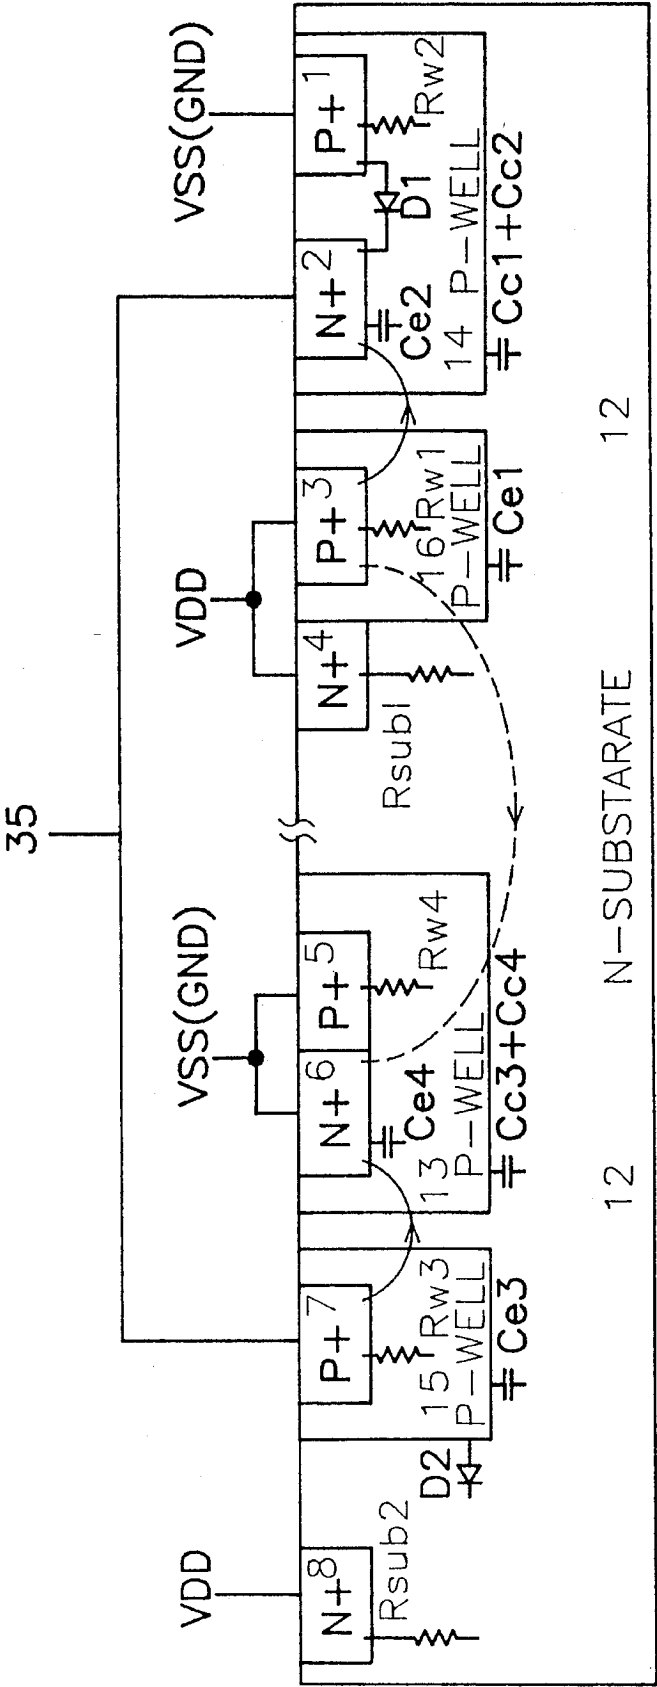 35
VDD
VSS(GND)
VDD
VSS(GND)
N+ 8
P+ 7
N+ 6
P+ 5
N+ 4
P+ 3
N+ 2
P+ 1
Rsub2
D2
15 Rw3
P-WELL
Ce3
13
P-WELL
Ce4
Rw4
Cc3+Cc4
Rsub1
16 Rw1
P-WELL
Ce1
Ce2
D1
Rw2
14 P-WELL
Cc1+Cc2
12
N-SUBSTARATE
12